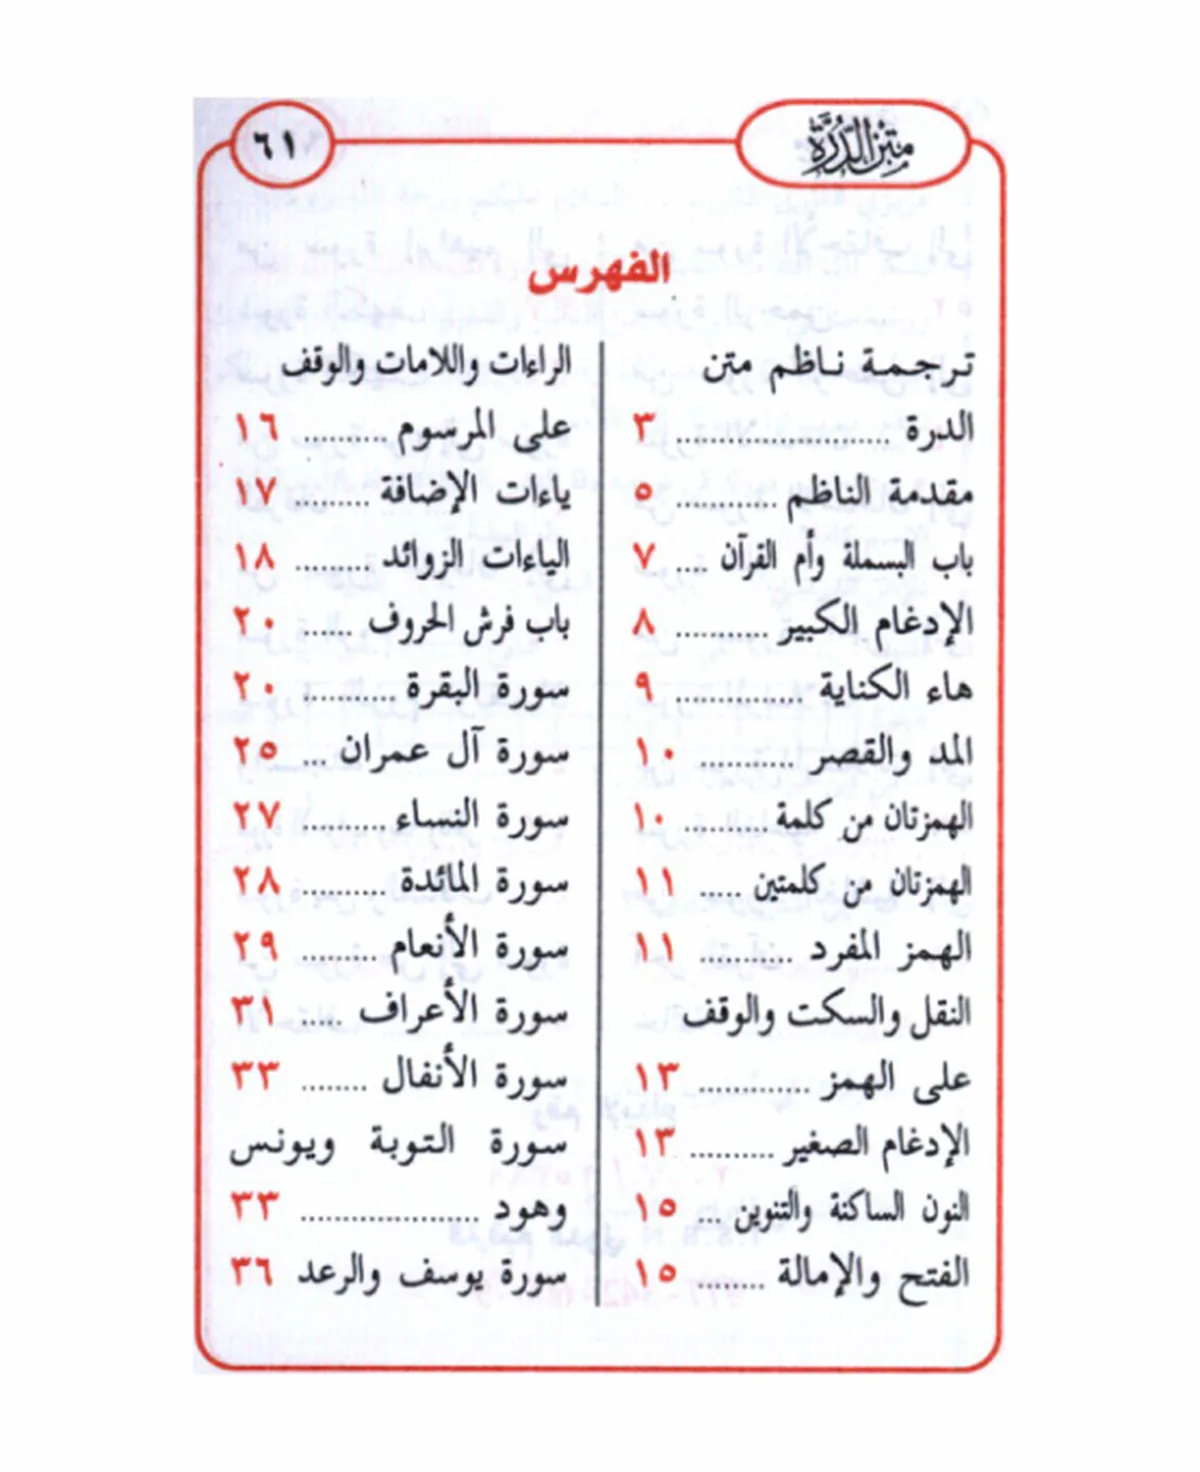 متن الدرة
٦١
الفهرس
ترجمة ناظم متن
الدرة ..................... ٣
مقدمة الناظم .......... ٥
باب البسملة وأم القرآن ... ٧
الإدغام الكبير ......... ٨
هاء الكناية ............. ٩
المد والقصر .......... ١٠
الهمزتان من كلمة ........ ١٠
الهمزتان من كلمتين ..... ١١
الهمز المفرد ......... ١١
النقل والسكت والوقف
على الهمز ........... ١٣
الإدغام الصغير ........ ١٣
النون الساكنة والتنوين ... ١٥
الفتح والإمالة ....... ١٥
الراءات واللامات والوقف
على المرسوم ........ ١٦
ياءات الإضافة ....... ١٧
الياءات الزوائد ....... ١٨
باب فرش الحروف ..... ٢٠
سورة البقرة ......... ٢٠
سورة آل عمران ... ٢٥
سورة النساء ........ ٢٧
سورة المائدة ........ ٢٨
سورة الأنعام ........ ٢٩
سورة الأعراف .... ٣١
سورة الأنفال ....... ٣٣
سورة التوبة ويونس
وهود .................. ٣٣
سورة يوسف والرعد ٣٦